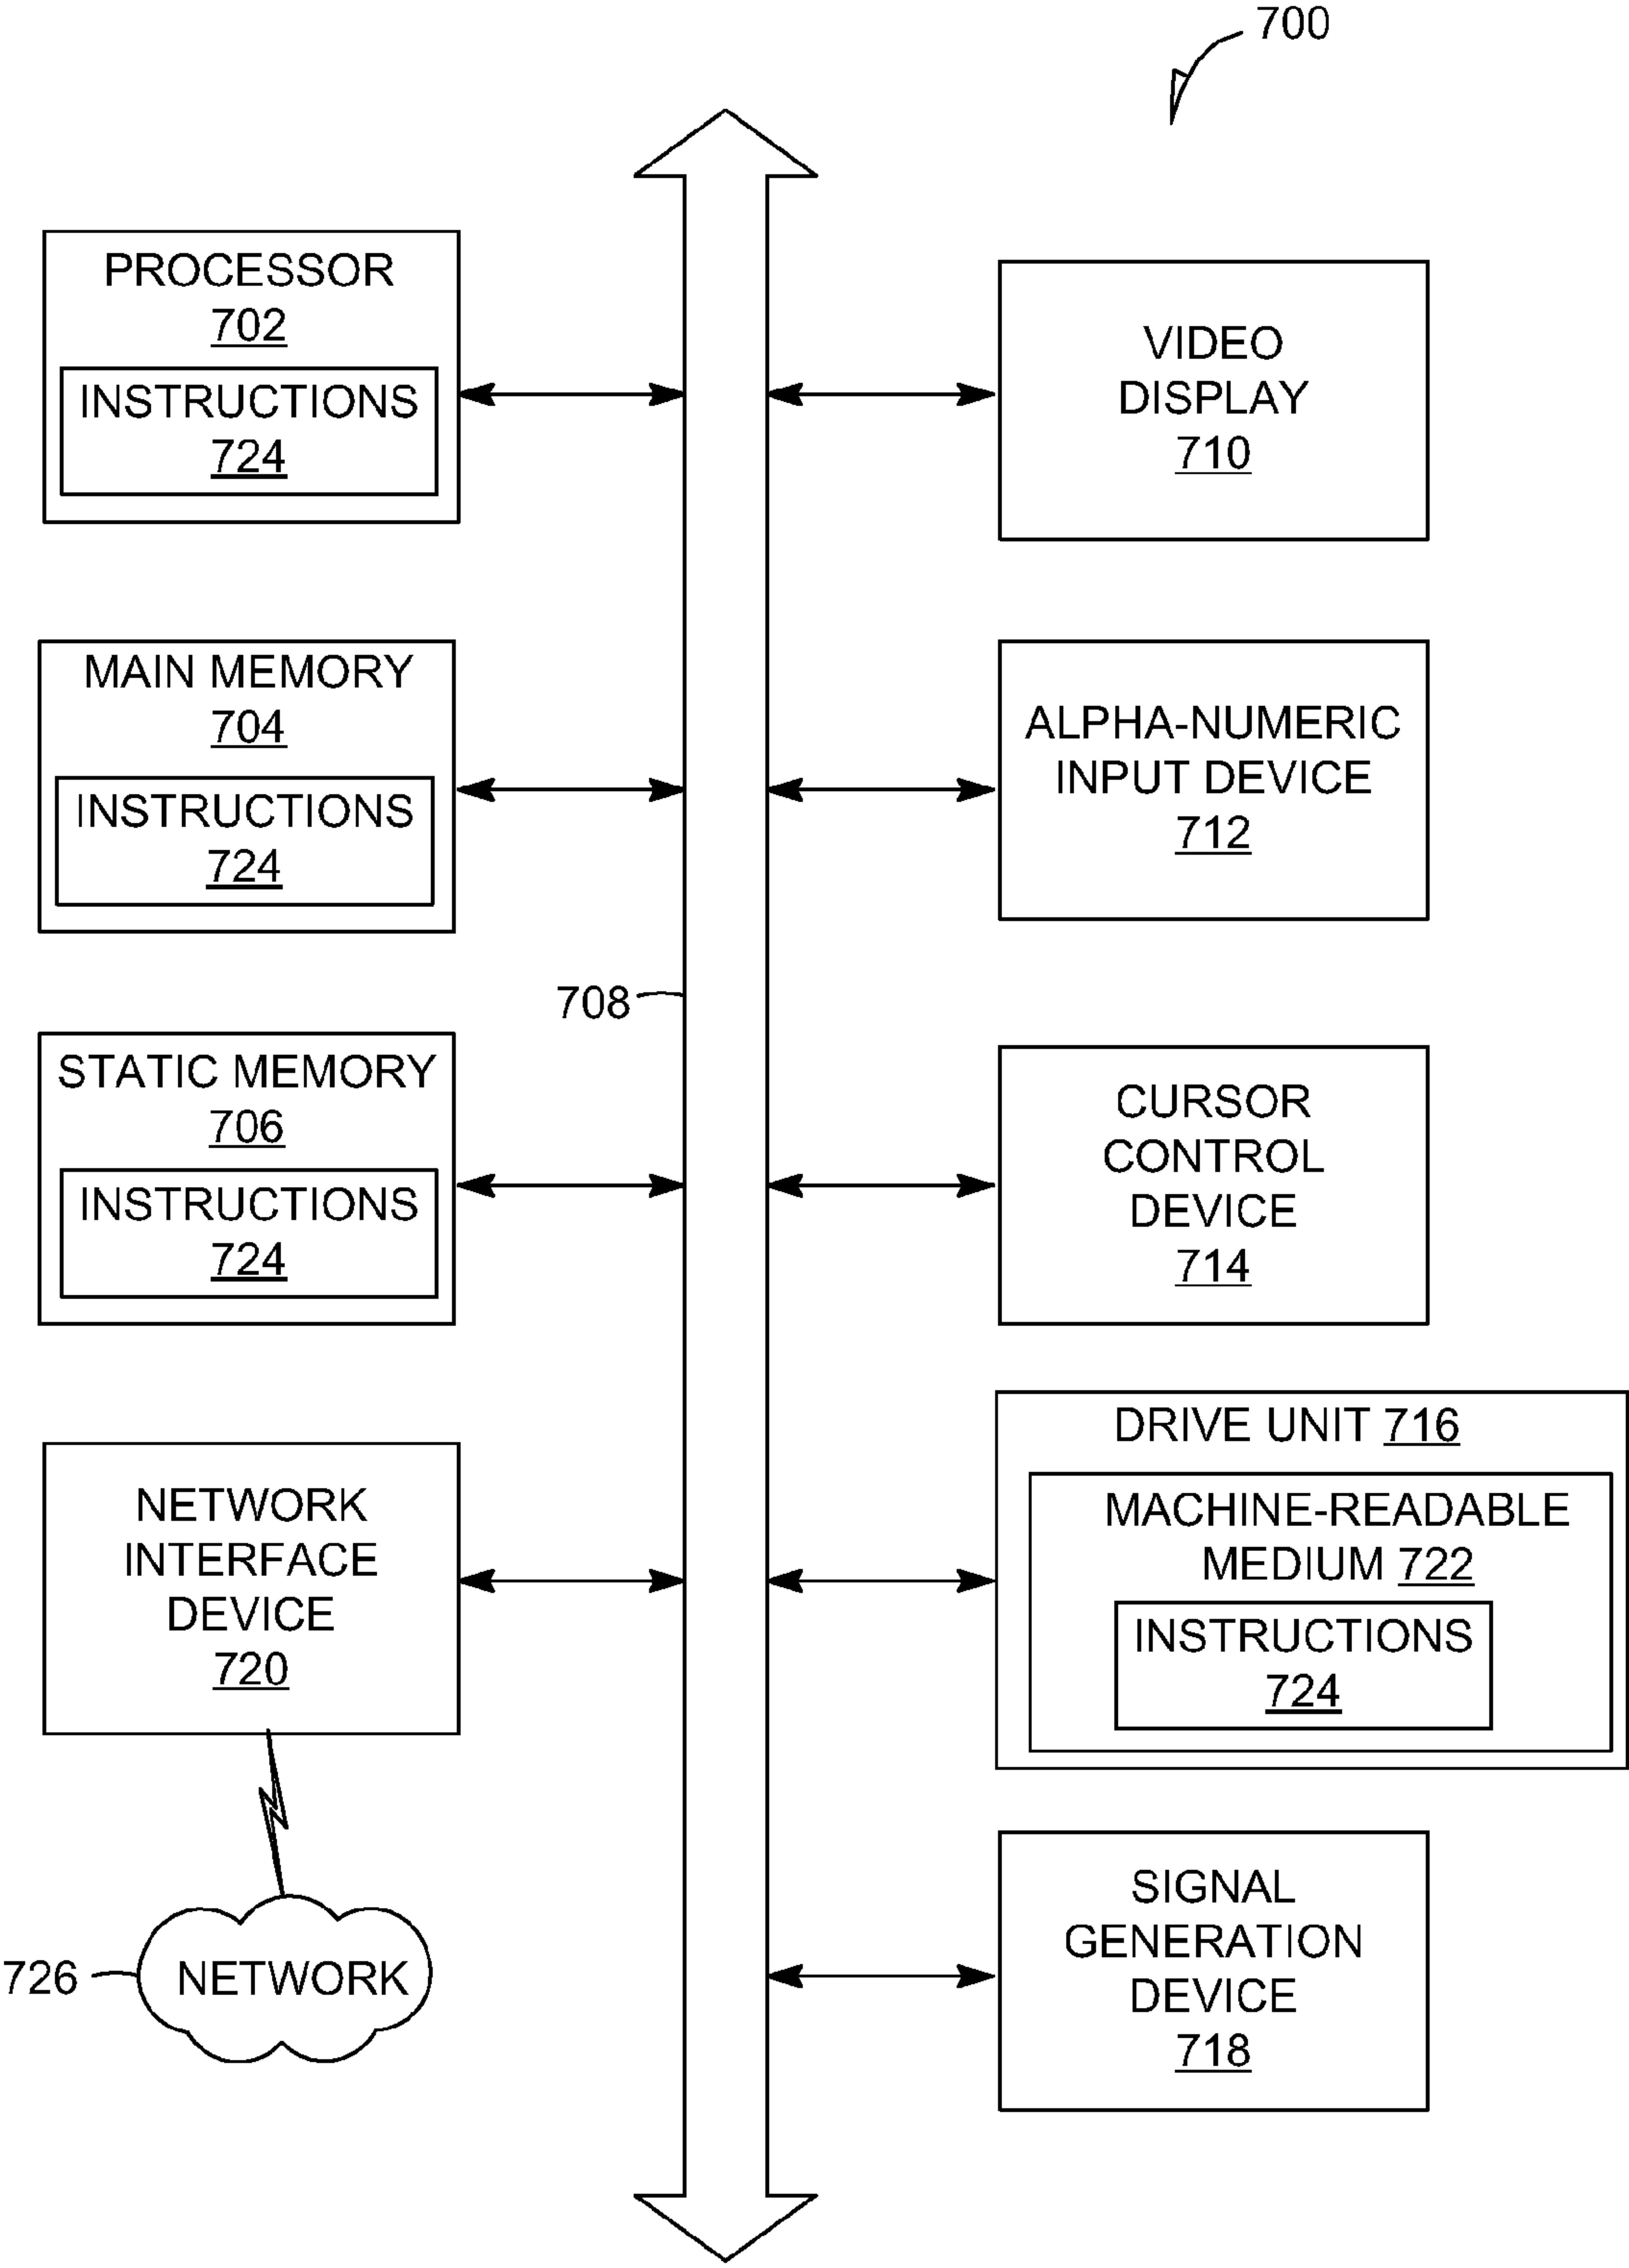 700
PROCESSOR
702
INSTRUCTIONS
724
VIDEO
DISPLAY
710
MAIN MEMORY
704
INSTRUCTIONS
724
ALPHA-NUMERIC
INPUT DEVICE
712
708
STATIC MEMORY
706
INSTRUCTIONS
724
CURSOR
CONTROL
DEVICE
714
NETWORK
INTERFACE
DEVICE
720
DRIVE UNIT 716
MACHINE-READABLE
MEDIUM 722
INSTRUCTIONS
724
726
NETWORK
SIGNAL
GENERATION
DEVICE
718